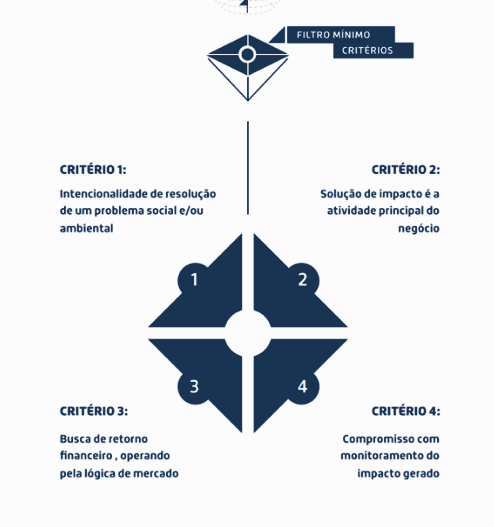 FILTRO MÍNIMO
CRITÉRIOS
CRITÉRIO 1:
Intencionalidade de resolução
de um problema social e/ou
ambiental
CRITÉRIO 2:
Solução de impacto é a
atividade principal do
negócio
1
2
3
4
CRITÉRIO 3:
Busca de retorno
financeiro , operando
pela lógica de mercado
CRITÉRIO 4:
Compromisso com
monitoramento do
impacto gerado